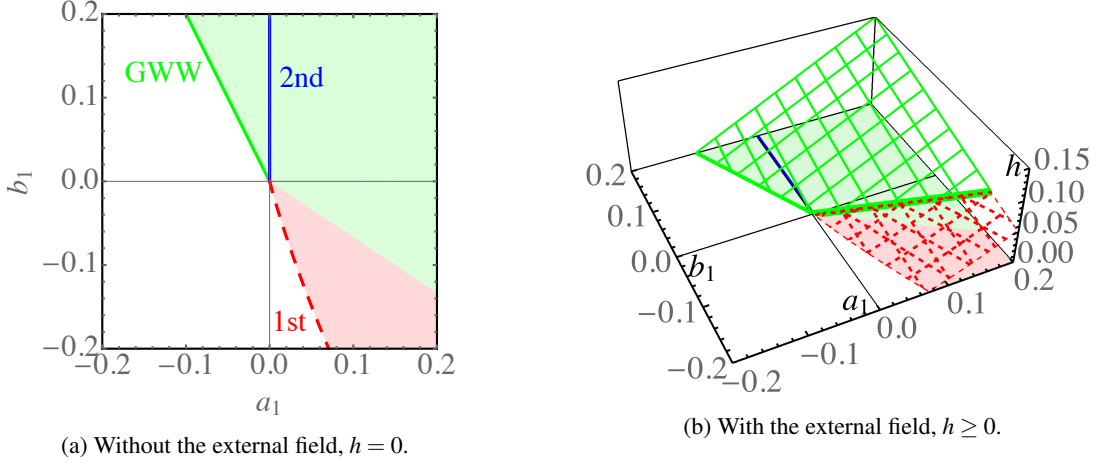 0.2
0.1
0.0
−0.1
−0.2
b₁
GWW
2nd
1st
−0.2
−0.1
0.0
0.1
0.2
a₁
(a) Without the external field, h = 0.
0.2
0.1
0.0
b₁
−0.1
−0.2
−0.2
−0.1
0.0
0.1
0.2
a₁
h
0.15
0.10
0.05
0.00
(b) With the external field, h ≥ 0.